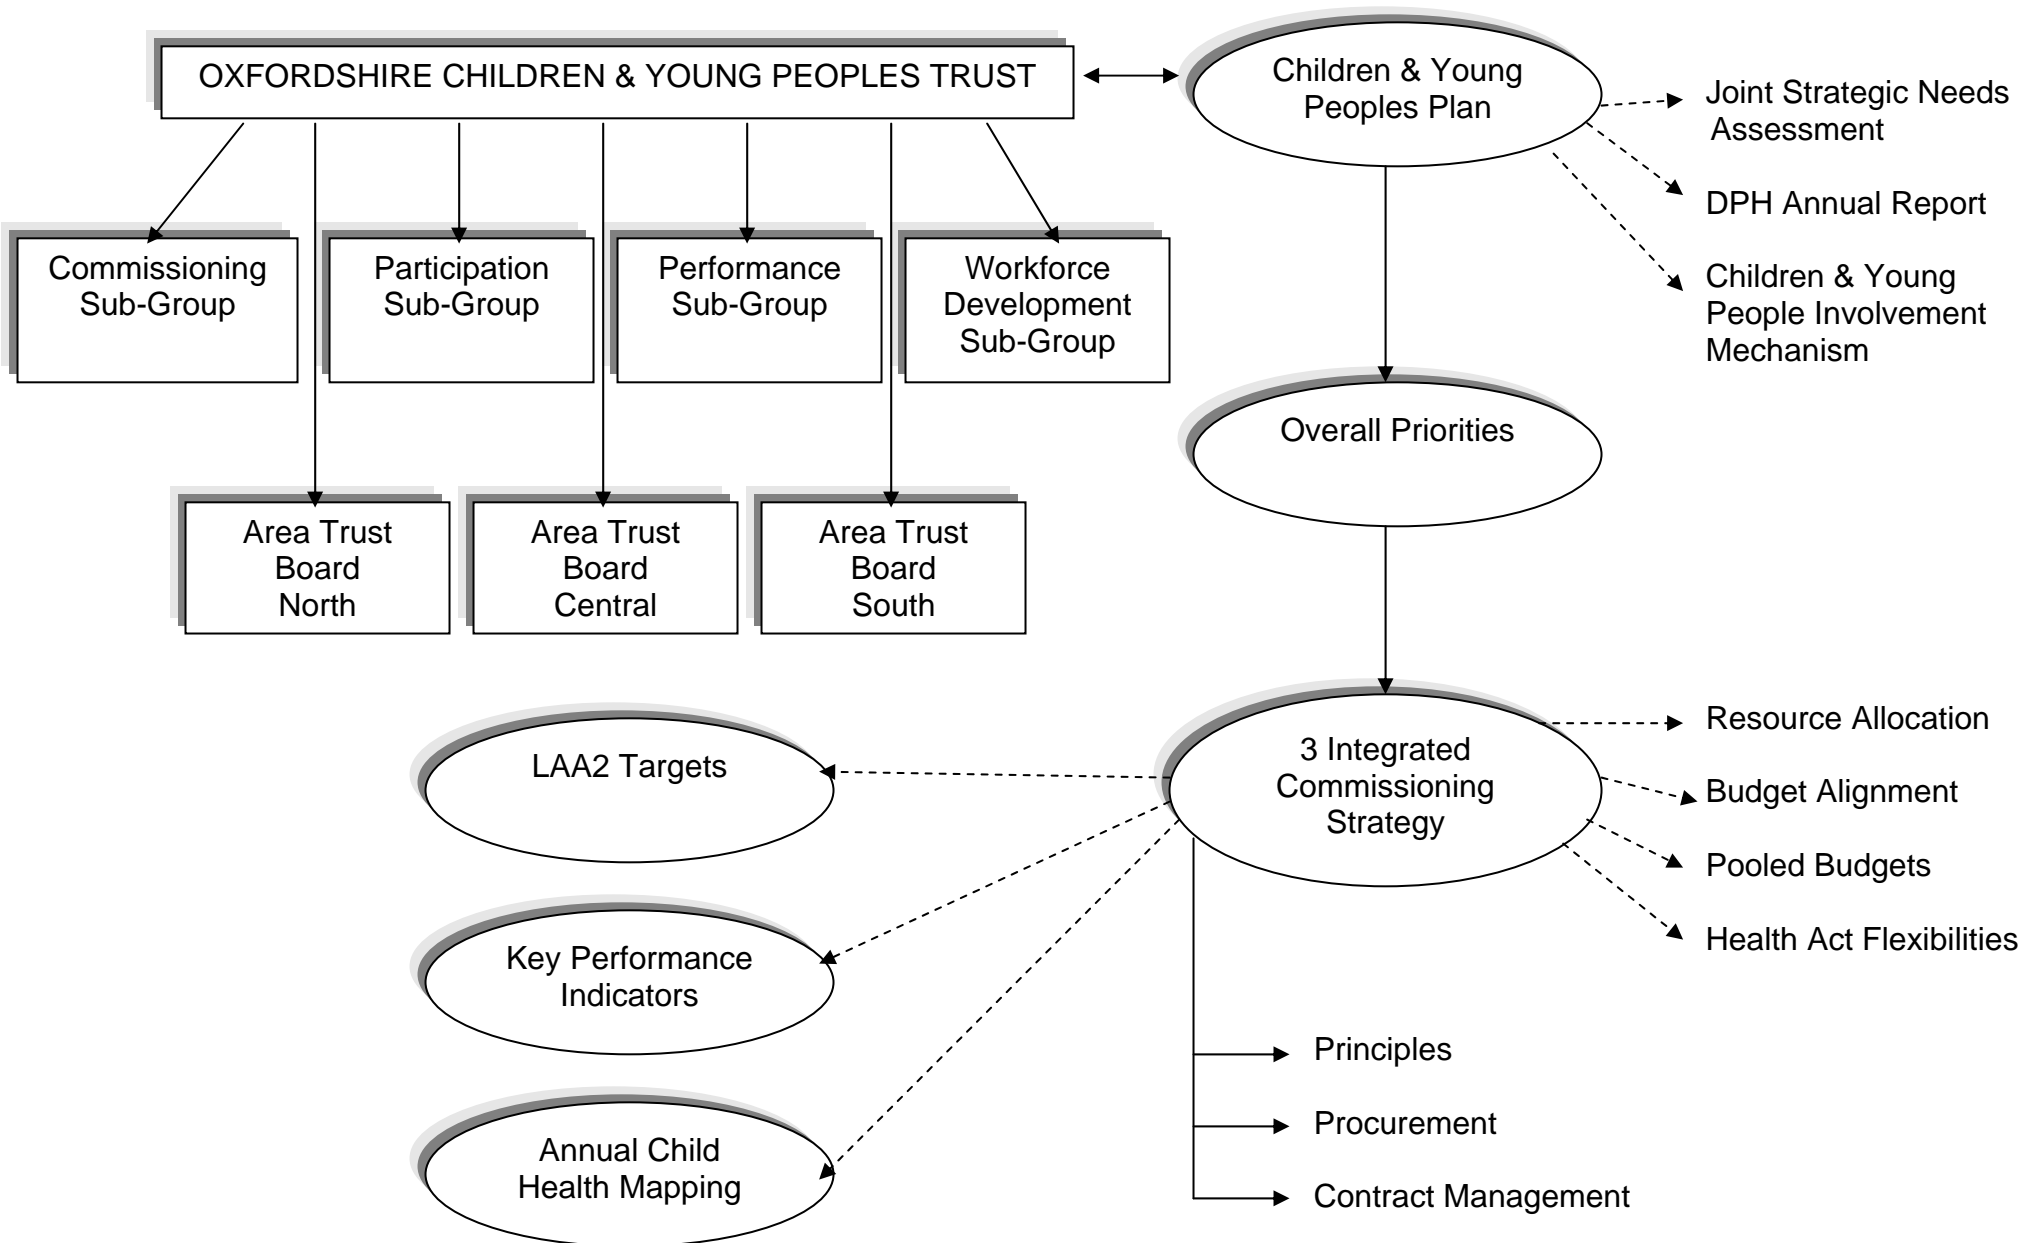 OXFORDSHIRE CHILDREN & YOUNG PEOPLES TRUST
Children & Young
Peoples Plan
Joint Strategic Needs
Assessment
DPH Annual Report
Children & Young
People Involvement
Mechanism
Commissioning
Sub-Group
Participation
Sub-Group
Performance
Sub-Group
Workforce
Development
Sub-Group
Overall Priorities
Area Trust
Board
North
Area Trust
Board
Central
Area Trust
Board
South
LAA2 Targets
3 Integrated
Commissioning
Strategy
Resource Allocation
Budget Alignment
Pooled Budgets
Health Act Flexibilities
Key Performance
Indicators
Annual Child
Health Mapping
Principles
Procurement
Contract Management